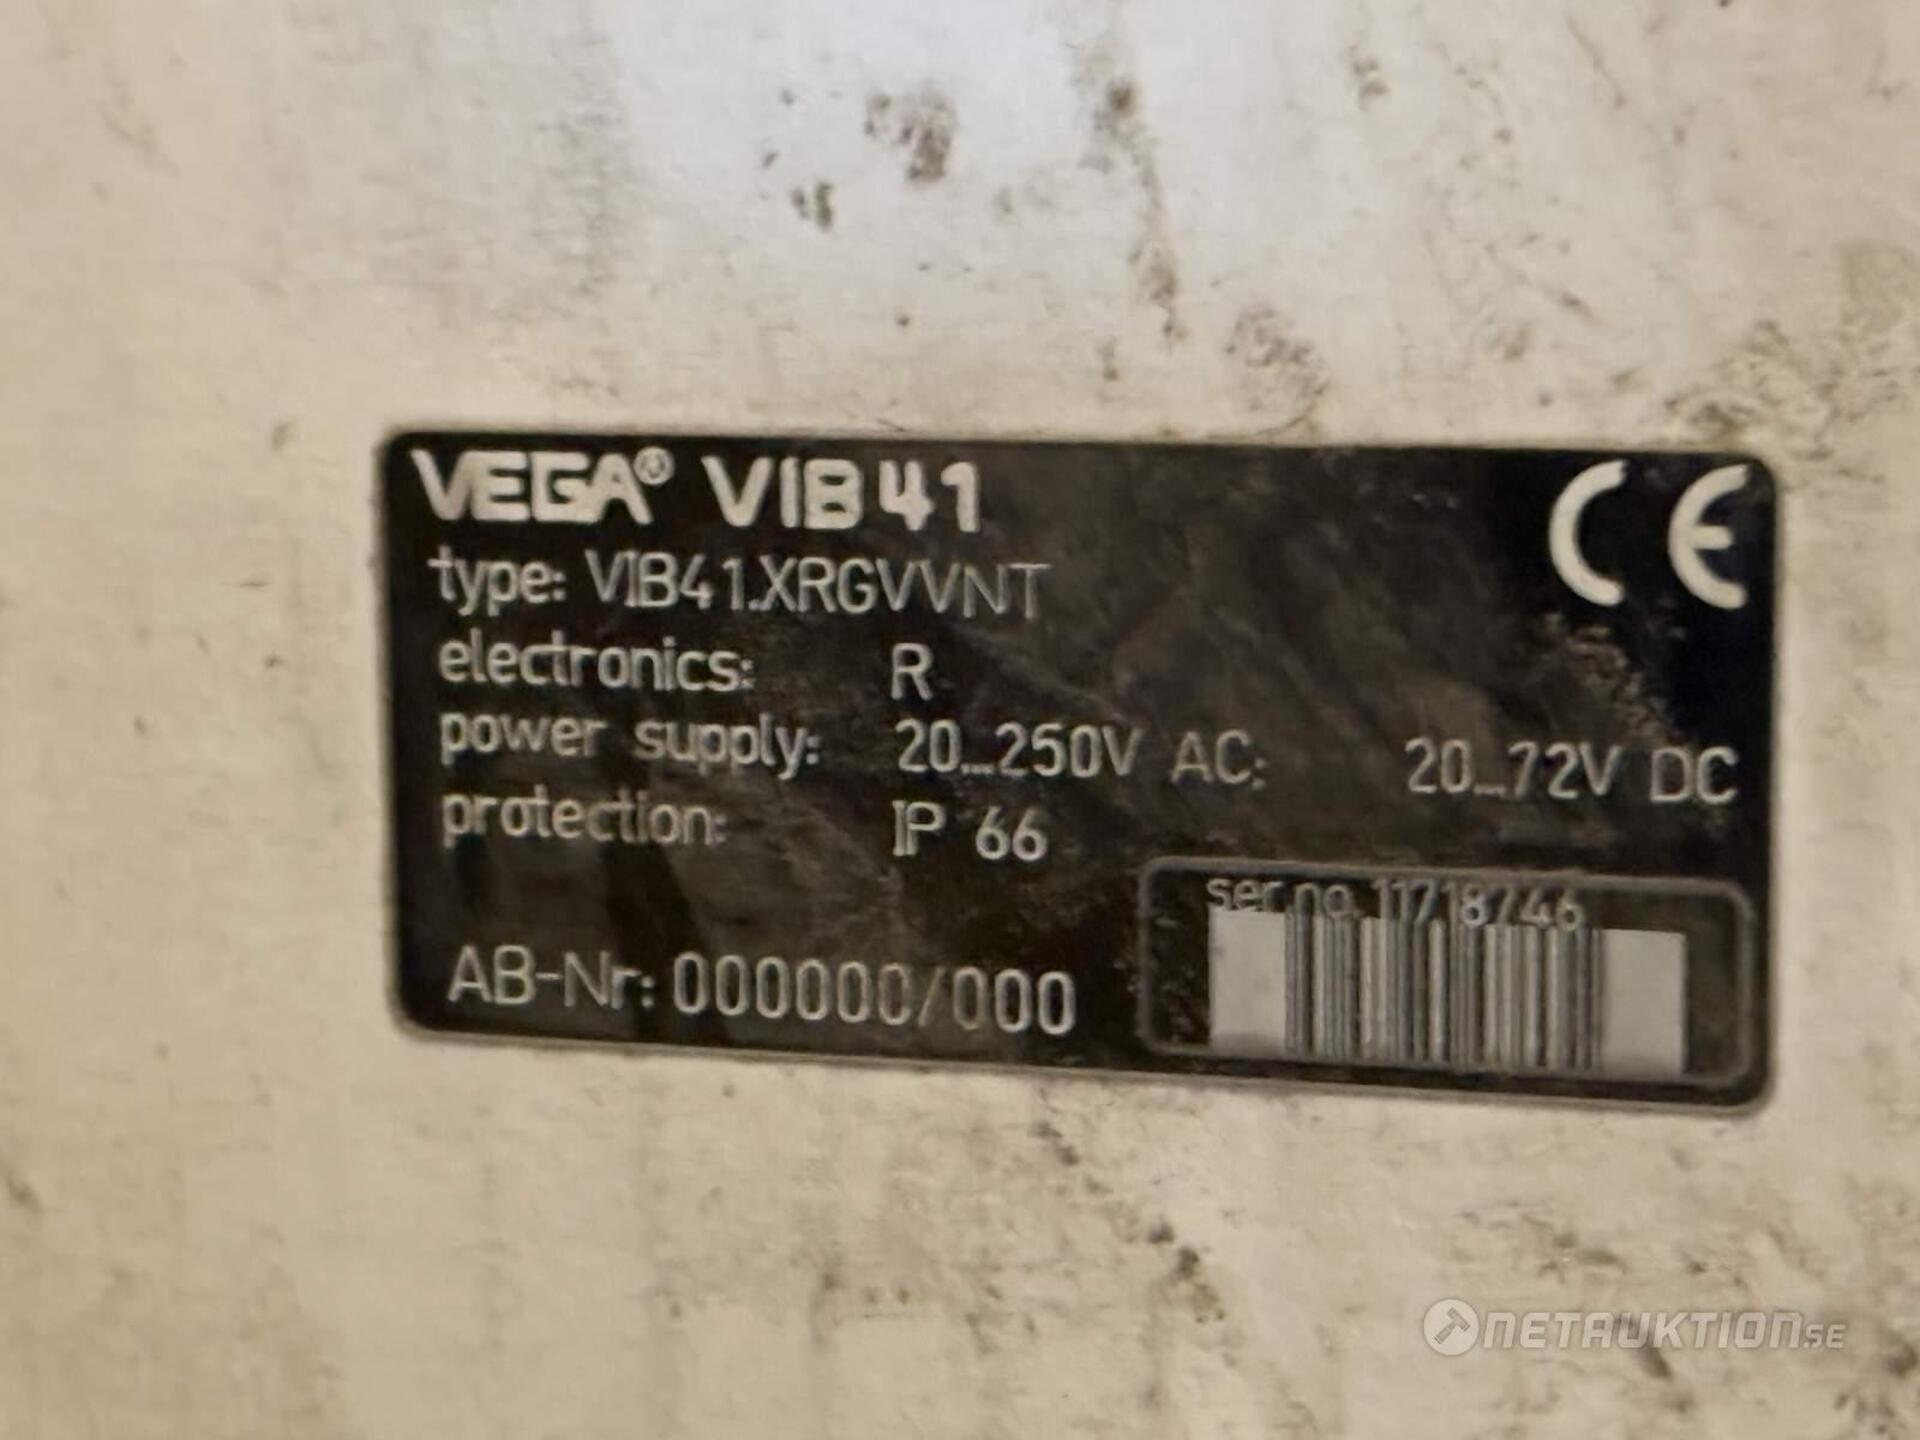 VEGA® VIB 41
CE
type: VIB41.XRGVVNT
electronics: R
power supply: 20...250V AC; 20...72V DC
protection: IP 66
ser.no. 11718746
AB-Nr: 000000/000
NETAUKTION.SE